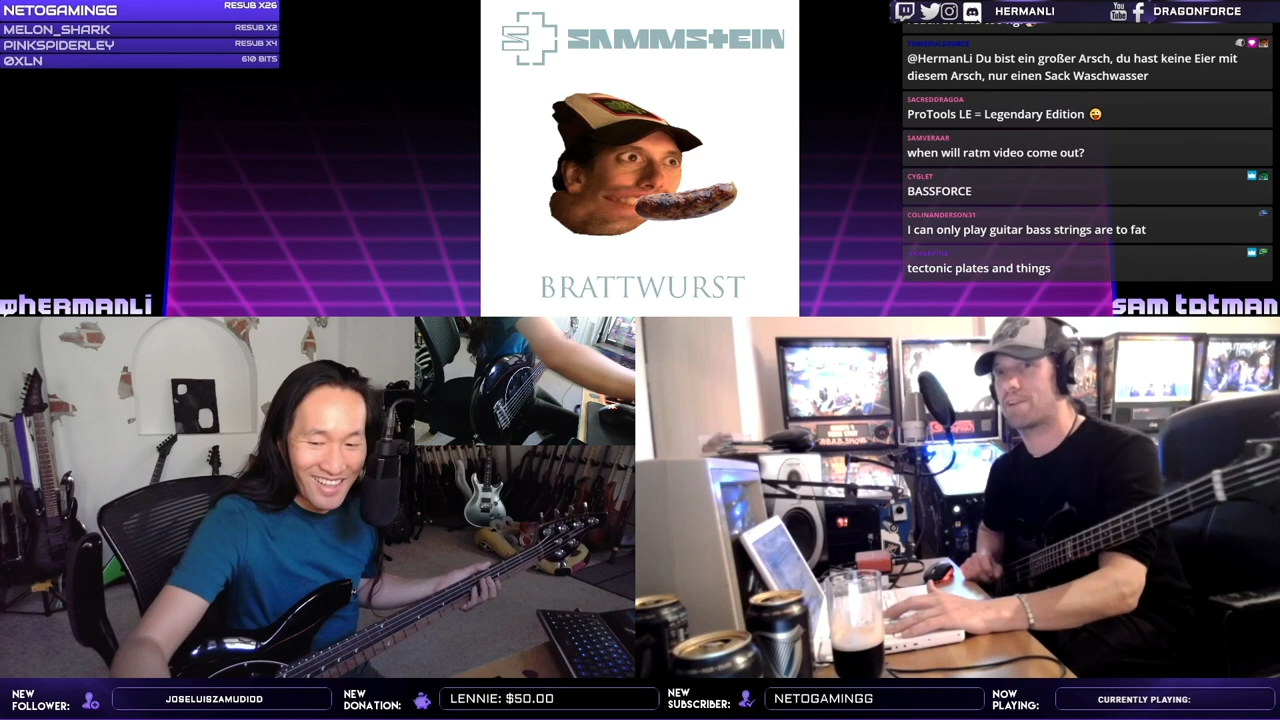 NETOGAMINGG
RESUB X26
MELON_SHARK
RESUB X2
PINKSPIDERLEY
RESUB X4
0XLN
610 BITS
SAMMSTEIN
BRATTWURST
HERMANLI
DRAGONFORCE
TOMSOULSOURCE
@HermanLi Du bist ein großer Arsch, du hast keine Eier mit
diesem Arsch, nur einen Sack Waschwasser
SACREDDRAGOA
ProTools LE = Legendary Edition 😜
SAMVERAAR
when will ratm video come out?
CYGLET
BASSFORCE
COLINANDERSON31
I can only play guitar bass strings are to fat
tectonic plates and things
@HERMANLI
SAM TOTMAN
NEW
FOLLOWER:
JOSELUISZAMUDIOD
NEW
DONATION:
LENNIE: $50.00
NEW
SUBSCRIBER:
NETOGAMINGG
NOW
PLAYING:
CURRENTLY PLAYING: